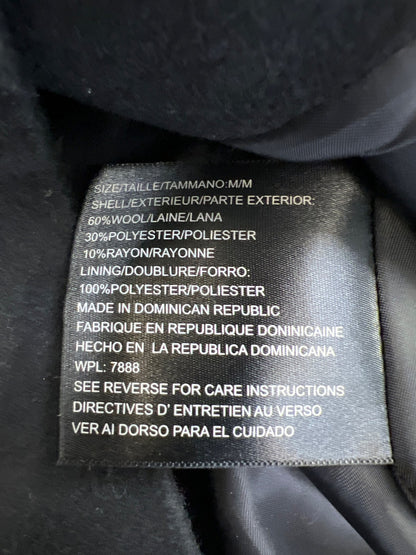 SIZE/TAILLE/TAMMANO:M/M
SHELL/EXTERIEUR/PARTE EXTERIOR:
60%WOOL/LAINE/LANA
30%POLYESTER/POLIESTER
10%RAYON/RAYONNE
LINING/DOUBLURE/FORRO:
100%POLYESTER/POLIESTER
MADE IN DOMINICAN REPUBLIC
FABRIQUE EN REPUBLIQUE DONINICAINE
HECHO EN LA REPUBLICA DOMINICANA
WPL: 7888
SEE REVERSE FOR CARE INSTRUCTIONS
DIRECTIVES D' ENTRETIEN AU VERSO
VER AI DORSO PARA EL CUIDADO